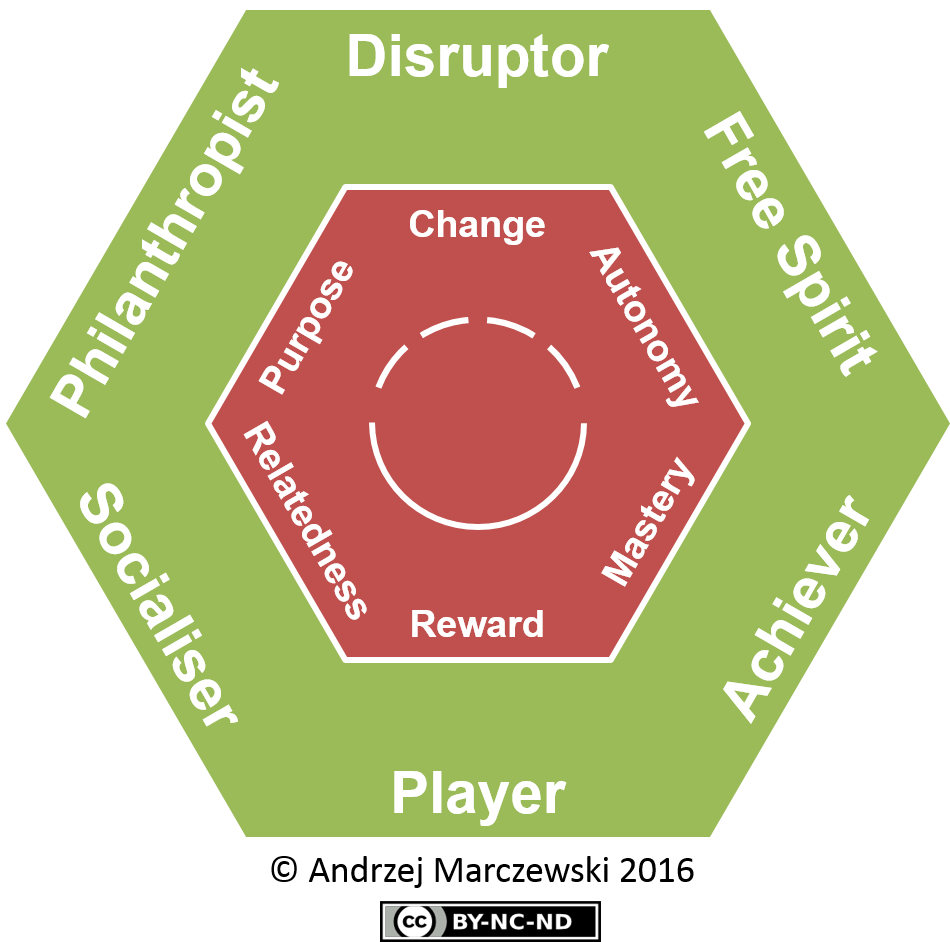 Disruptor
Philanthropist
Free Spirit
Change
Purpose
Autonomy
Relatedness
Mastery
Reward
Socialiser
Achiever
Player
© Andrzej Marczewski 2016
cc BY-NC-ND